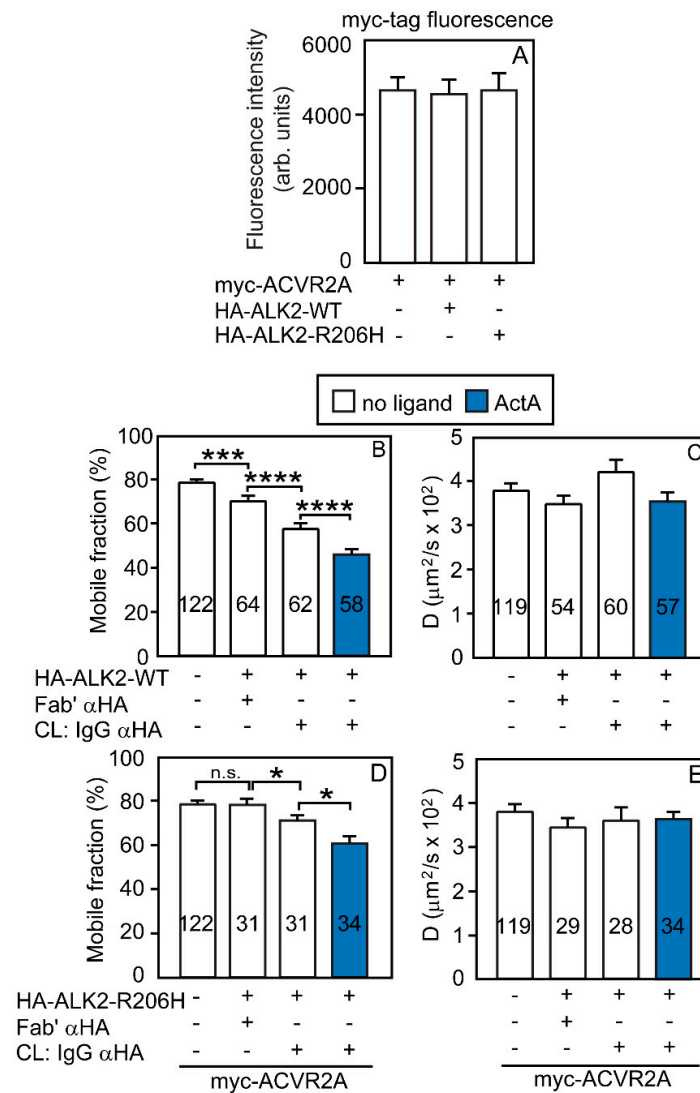 myc-tag fluorescence
A
Fluorescence intensity
(arb. units)
6000
4000
2000
0
myc-ACVR2A + + +
HA-ALK2-WT - + -
HA-ALK2-R206H - - +
no ligand ActA
B
Mobile fraction (%)
100
80
60
40
20
0
*** **** ****
122 64 62 58
HA-ALK2-WT - + + +
Fab' αHA - + - -
CL: IgG αHA - - + +
C
D (μm²/s x 10²)
5
4
3
2
1
0
119 54 60 57
- + + +
- + - -
- - + +
D
Mobile fraction (%)
100
80
60
40
20
0
n.s. * *
122 31 31 34
HA-ALK2-R206H - + + +
Fab' αHA - + - -
CL: IgG αHA - - + +
myc-ACVR2A
E
D (μm²/s x 10²)
5
4
3
2
1
0
119 29 28 34
- + + +
- + - -
- - + +
myc-ACVR2A